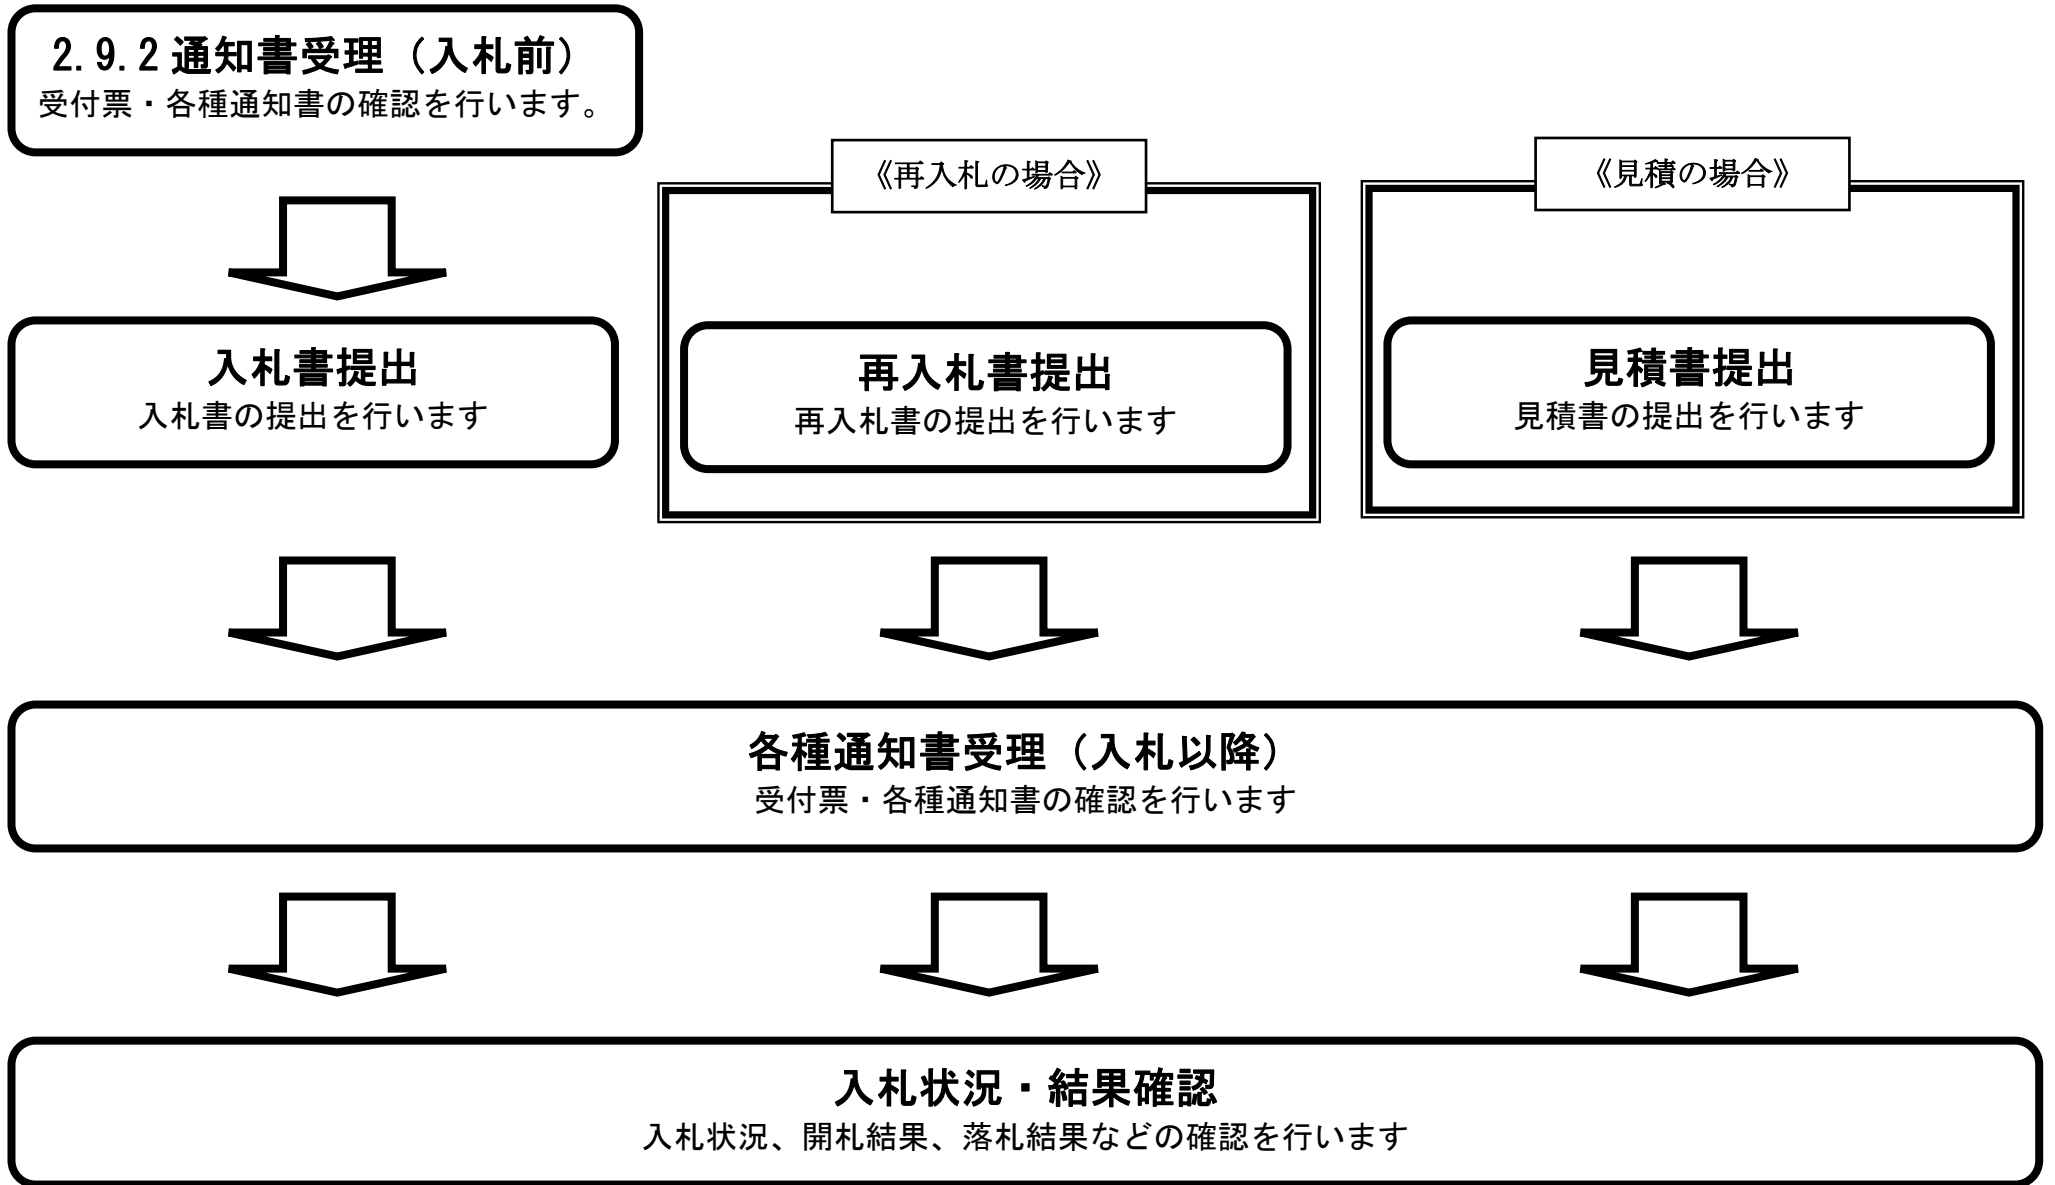 2.9.2 通知書受理（入札前）
受付票・各種通知書の確認を行います。
入札書提出
入札書の提出を行います
《再入札の場合》
再入札書提出
再入札書の提出を行います
《見積の場合》
見積書提出
見積書の提出を行います
各種通知書受理（入札以降）
受付票・各種通知書の確認を行います
入札状況・結果確認
入札状況、開札結果、落札結果などの確認を行います